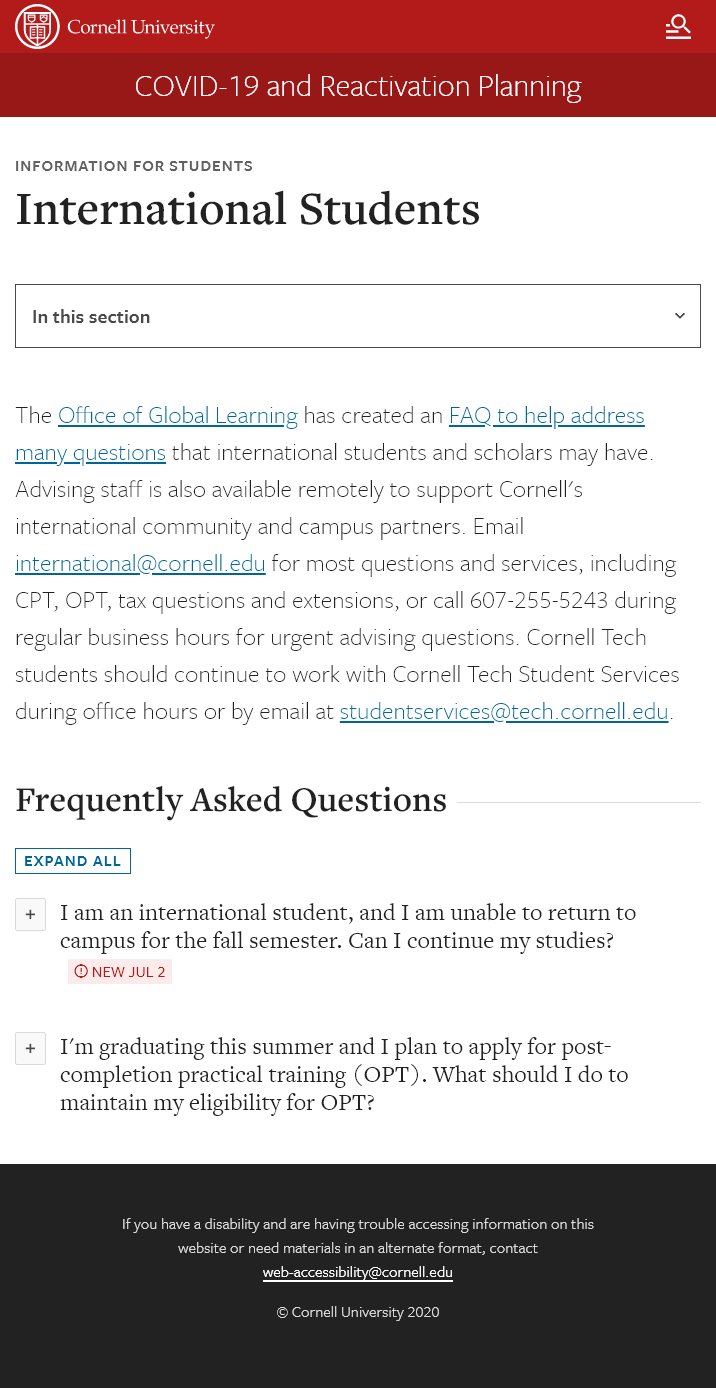 Cornell University
COVID-19 and Reactivation Planning
INFORMATION FOR STUDENTS
International Students
In this section
The Office of Global Learning has created an FAQ to help address
many questions that international students and scholars may have.
Advising staff is also available remotely to support Cornell's
international community and campus partners. Email
international@cornell.edu for most questions and services, including
CPT, OPT, tax questions and extensions, or call 607-255-5243 during
regular business hours for urgent advising questions. Cornell Tech
students should continue to work with Cornell Tech Student Services
during office hours or by email at studentservices@tech.cornell.edu.
Frequently Asked Questions
EXPAND ALL
+ I am an international student, and I am unable to return to
campus for the fall semester. Can I continue my studies?
NEW JUL 2
+ I'm graduating this summer and I plan to apply for post-
completion practical training (OPT). What should I do to
maintain my eligibility for OPT?
If you have a disability and are having trouble accessing information on this
website or need materials in an alternate format, contact
web-accessibility@cornell.edu
© Cornell University 2020